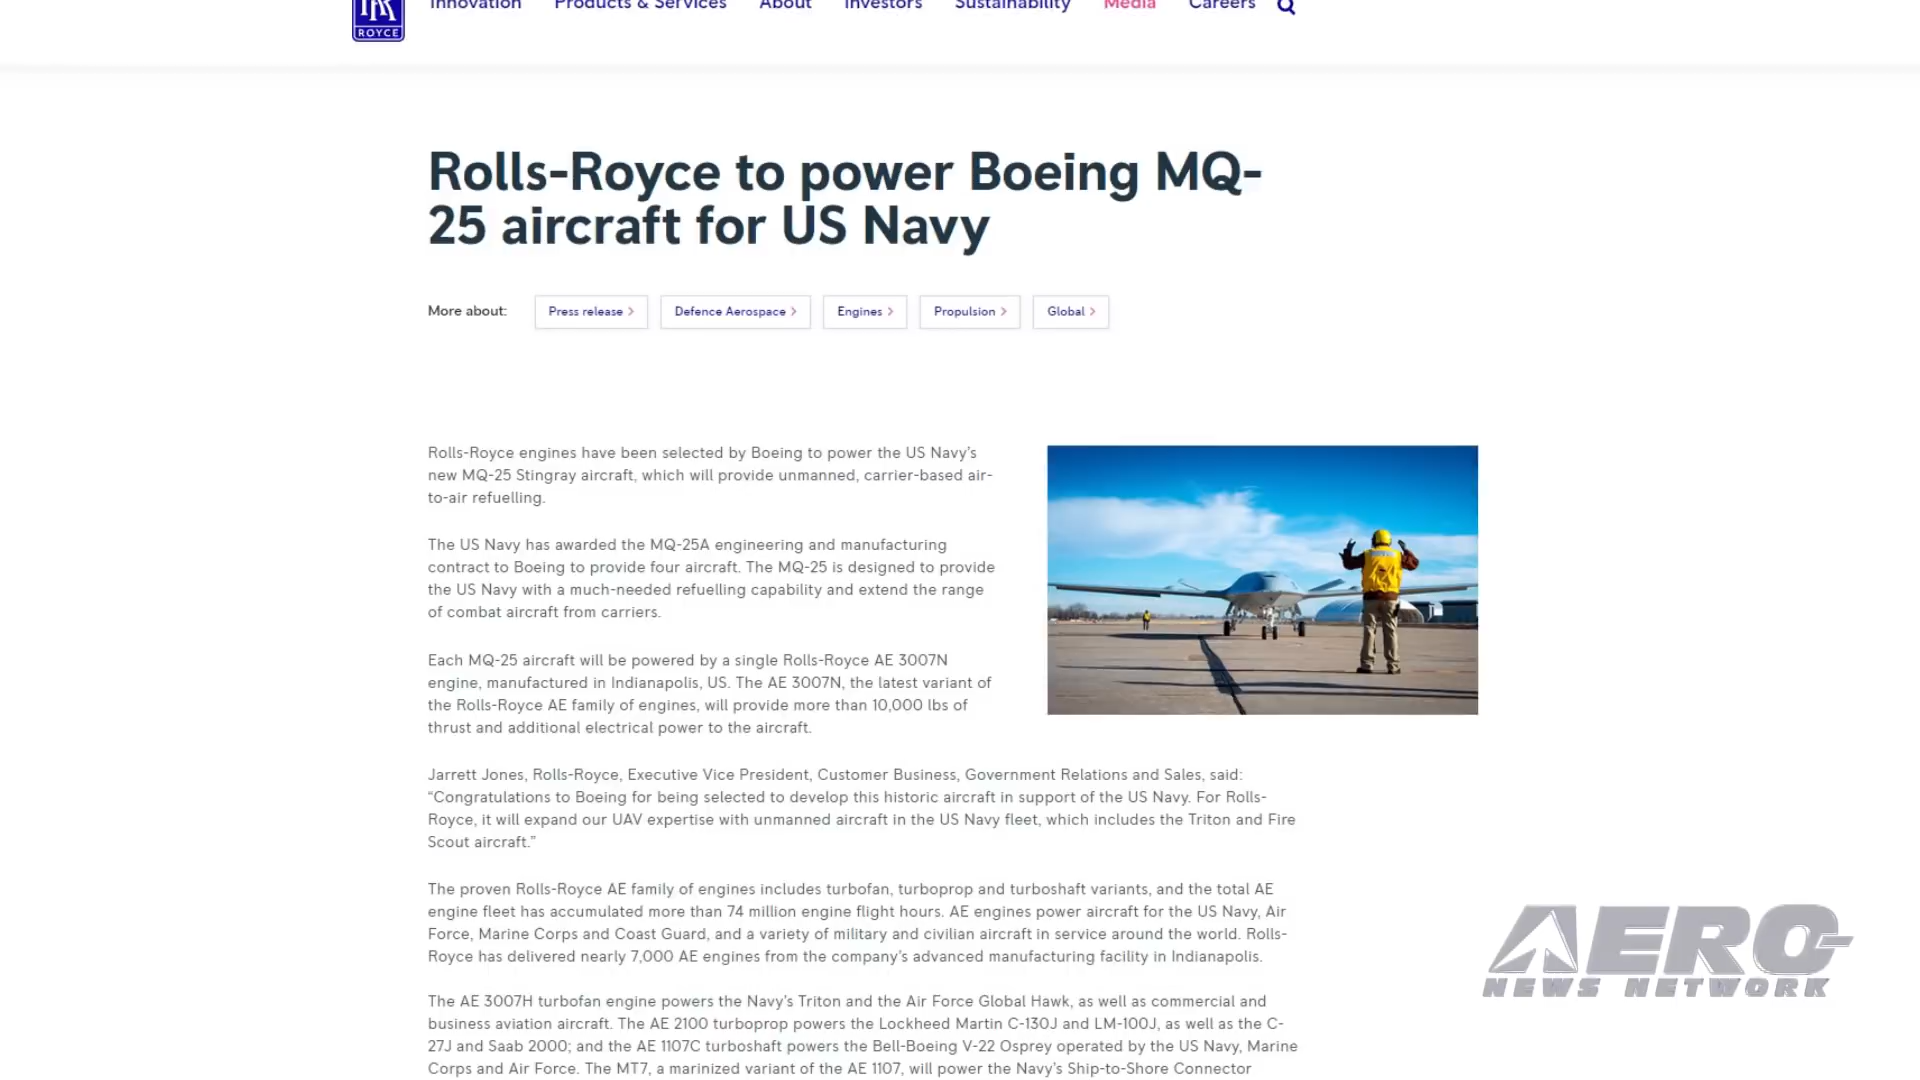 ROYCE
Innovation Products & Services About Investors Sustainability Media Careers
Rolls-Royce to power Boeing MQ-
25 aircraft for US Navy
More about: Press release Defence Aerospace Engines Propulsion Global
Rolls-Royce engines have been selected by Boeing to power the US Navy’s
new MQ-25 Stingray aircraft, which will provide unmanned, carrier-based air-
to-air refuelling.
The US Navy has awarded the MQ-25A engineering and manufacturing
contract to Boeing to provide four aircraft. The MQ-25 is designed to provide
the US Navy with a much-needed refuelling capability and extend the range
of combat aircraft from carriers.
Each MQ-25 aircraft will be powered by a single Rolls-Royce AE 3007N
engine, manufactured in Indianapolis, US. The AE 3007N, the latest variant of
the Rolls-Royce AE family of engines, will provide more than 10,000 lbs of
thrust and additional electrical power to the aircraft.
Jarrett Jones, Rolls-Royce, Executive Vice President, Customer Business, Government Relations and Sales, said:
“Congratulations to Boeing for being selected to develop this historic aircraft in support of the US Navy. For Rolls-
Royce, it will expand our UAV expertise with unmanned aircraft in the US Navy fleet, which includes the Triton and Fire
Scout aircraft.”
The proven Rolls-Royce AE family of engines includes turbofan, turboprop and turboshaft variants, and the total AE
engine fleet has accumulated more than 74 million engine flight hours. AE engines power aircraft for the US Navy, Air
Force, Marine Corps and Coast Guard, and a variety of military and civilian aircraft in service around the world. Rolls-
Royce has delivered nearly 7,000 AE engines from the company’s advanced manufacturing facility in Indianapolis.
The AE 3007H turbofan engine powers the Navy’s Triton and the Air Force Global Hawk, as well as commercial and
business aviation aircraft. The AE 2100 turboprop powers the Lockheed Martin C-130J and LM-100J, as well as the C-
27J and Saab 2000; and the AE 1107C turboshaft powers the Bell-Boeing V-22 Osprey operated by the US Navy, Marine
Corps and Air Force. The MT7, a marinized variant of the AE 1107, will power the Navy’s Ship-to-Shore Connector
AERO-
NEWS NETWORK